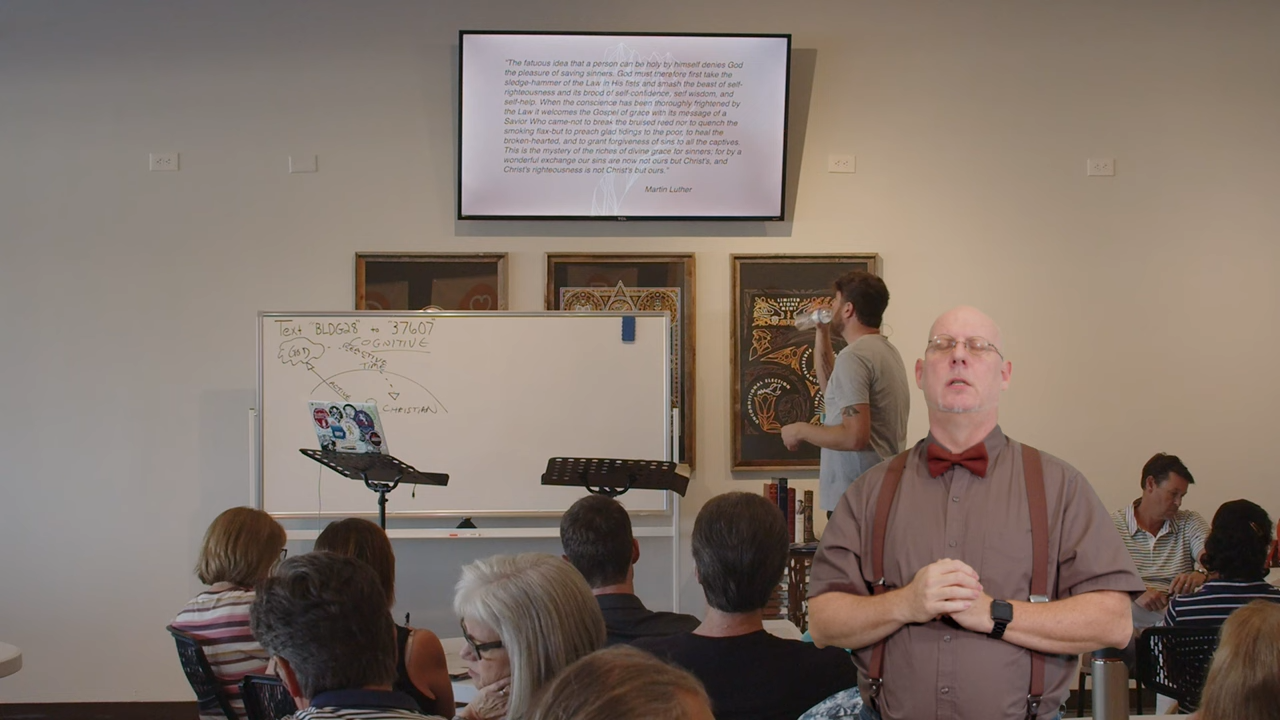 "The fatuous idea that a person can be holy by himself denies God
the pleasure of saving sinners. God must therefore first take the
sledge-hammer of the Law in His fists and smash the beast of self-
righteousness and its brood of self-confidence, self wisdom, and
self-help. When the conscience has been thoroughly frightened by
the Law it welcomes the Gospel of grace with its message of a
Savior Who came-not to break the bruised reed nor to quench the
smoking flax-but to preach glad tidings to the poor, to heal the
broken-hearted, and to grant forgiveness of sins to all the captives.
This is the mystery of the riches of divine grace for sinners; for by a
wonderful exchange our sins are now not ours but Christ's, and
Christ's righteousness is not Christ's but ours."
Martin Luther
Text "BLDG28" to "37607"
COGNITIVE
GOD
TIME
ACTIVE
CHRISTIAN
LIMITED
ATONE
MENT
UNCONDITIONAL ELECTION